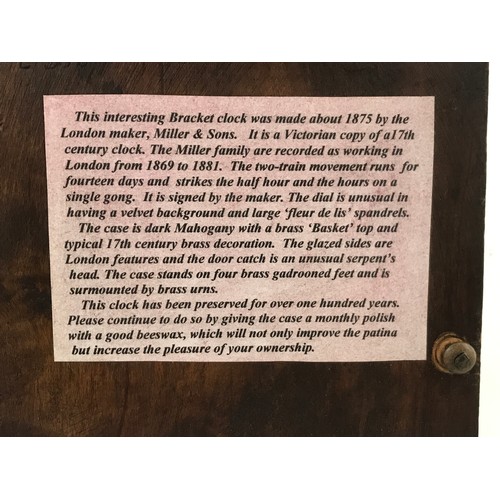 This interesting Bracket clock was made about 1875 by the
London maker, Miller & Sons. It is a Victorian copy of a17th
century clock. The Miller family are recorded as working in
London from 1869 to 1881. The two-train movement runs for
fourteen days and strikes the half hour and the hours on a
single gong. It is signed by the maker. The dial is unusual in
having a velvet background and large 'fleur de lis' spandrels.
The case is dark Mahogany with a brass 'Basket' top and
typical 17th century brass decoration. The glazed sides are
London features and the door catch is an unusual serpent's
head. The case stands on four brass gadrooned feet and is
surmounted by brass urns.
This clock has been preserved for over one hundred years.
Please continue to do so by giving the case a monthly polish
with a good beeswax, which will not only improve the patina
but increase the pleasure of your ownership.